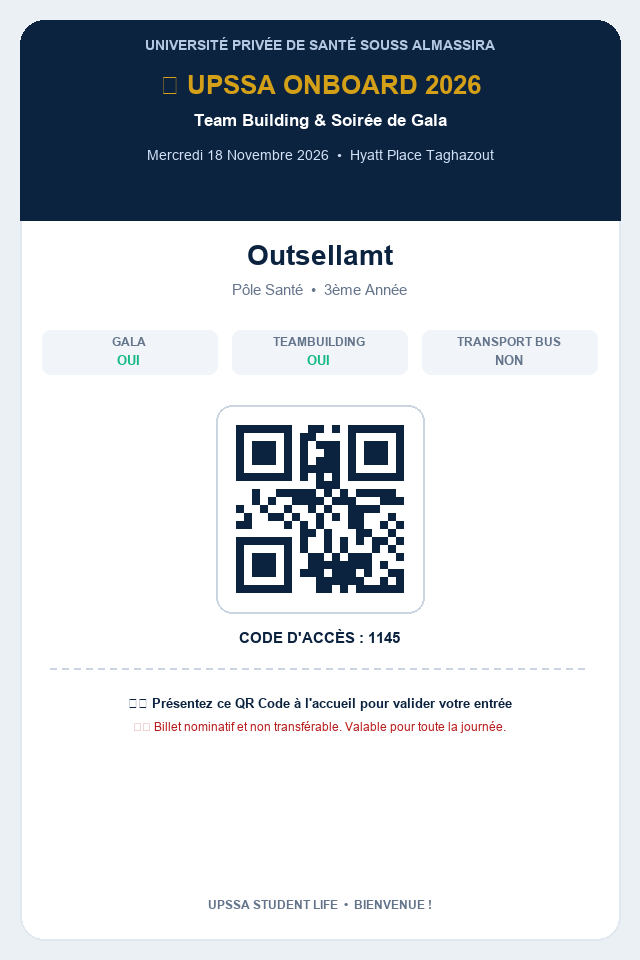 UNIVERSITÉ PRIVÉE DE SANTÉ SOUSS ALMASSIRA
UPSSA ONBOARD 2026
Team Building & Soirée de Gala
Mercredi 18 Novembre 2026 • Hyatt Place Taghazout
Outsellamt
Pôle Santé • 3ème Année
GALA
OUI
TEAMBUILDING
OUI
TRANSPORT BUS
NON
CODE D'ACCÈS : 1145
Présentez ce QR Code à l'accueil pour valider votre entrée
Billet nominatif et non transférable. Valable pour toute la journée.
UPSSA STUDENT LIFE • BIENVENUE !